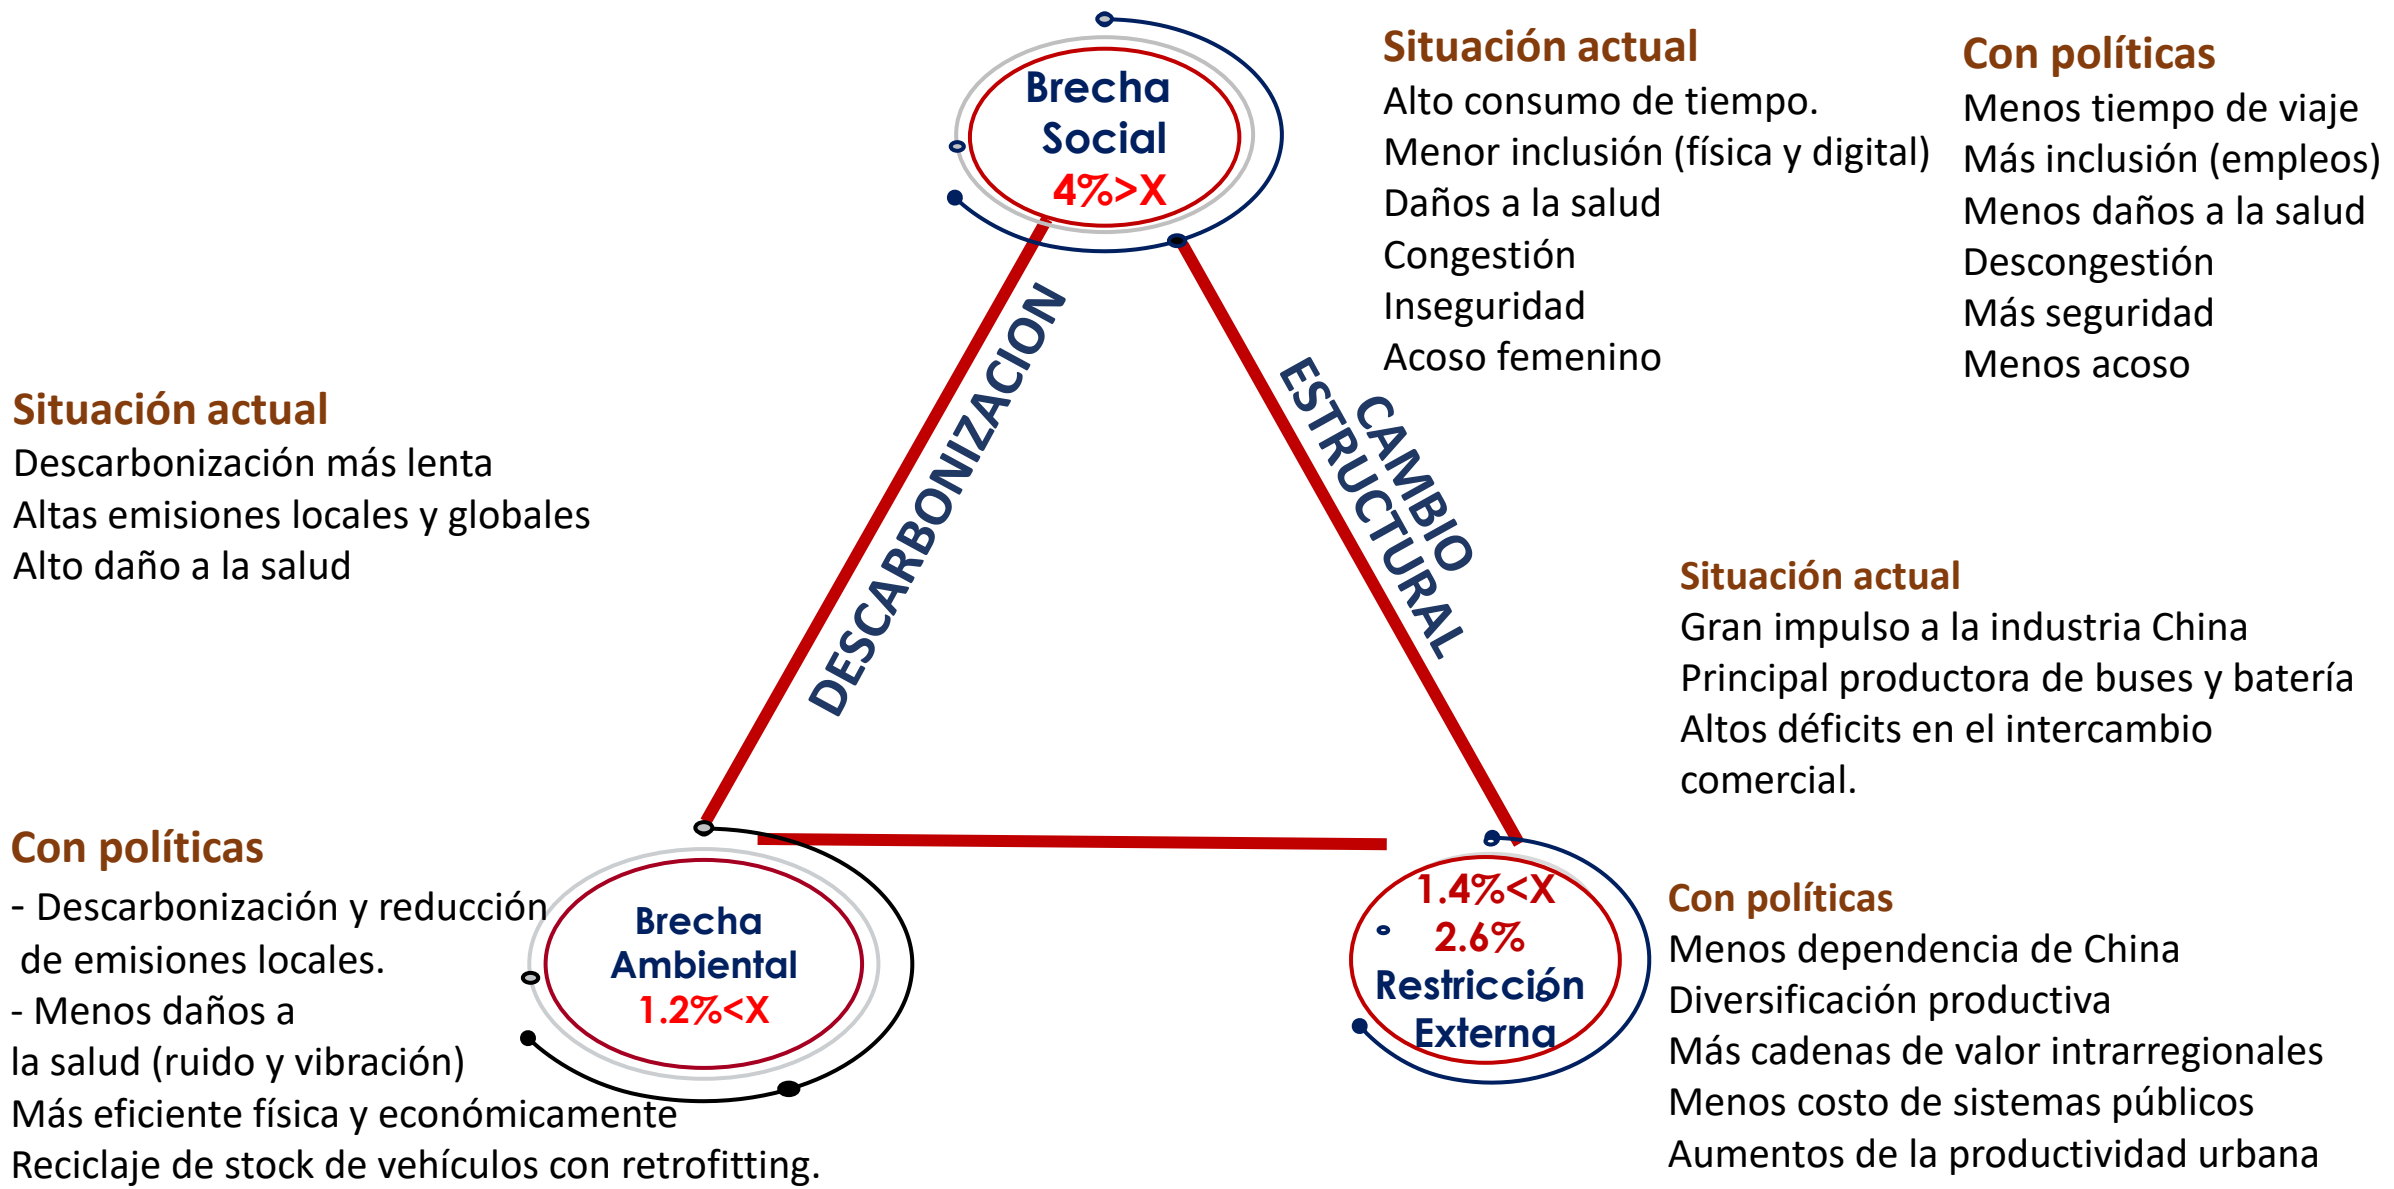 Brecha
Social
4%>X
Situación actual
Alto consumo de tiempo.
Menor inclusión (física y digital)
Daños a la salud
Congestión
Inseguridad
Acoso femenino
Con políticas
Menos tiempo de viaje
Más inclusión (empleos)
Menos daños a la salud
Descongestión
Más seguridad
Menos acoso
DESCARBONIZACION
CAMBIO
ESTRUCTURAL
Situación actual
Descarbonización más lenta
Altas emisiones locales y globales
Alto daño a la salud
Situación actual
Gran impulso a la industria China
Principal productora de buses y batería
Altos déficits en el intercambio
comercial.
Con políticas
- Descarbonización y reducción
de emisiones locales.
- Menos daños a
la salud (ruido y vibración)
Más eficiente física y económicamente
Reciclaje de stock de vehículos con retrofitting.
Brecha
Ambiental
1.2%<X
1.4%<X
2.6%
Restricción
Externa
Con políticas
Menos dependencia de China
Diversificación productiva
Más cadenas de valor intrarregionales
Menos costo de sistemas públicos
Aumentos de la productividad urbana